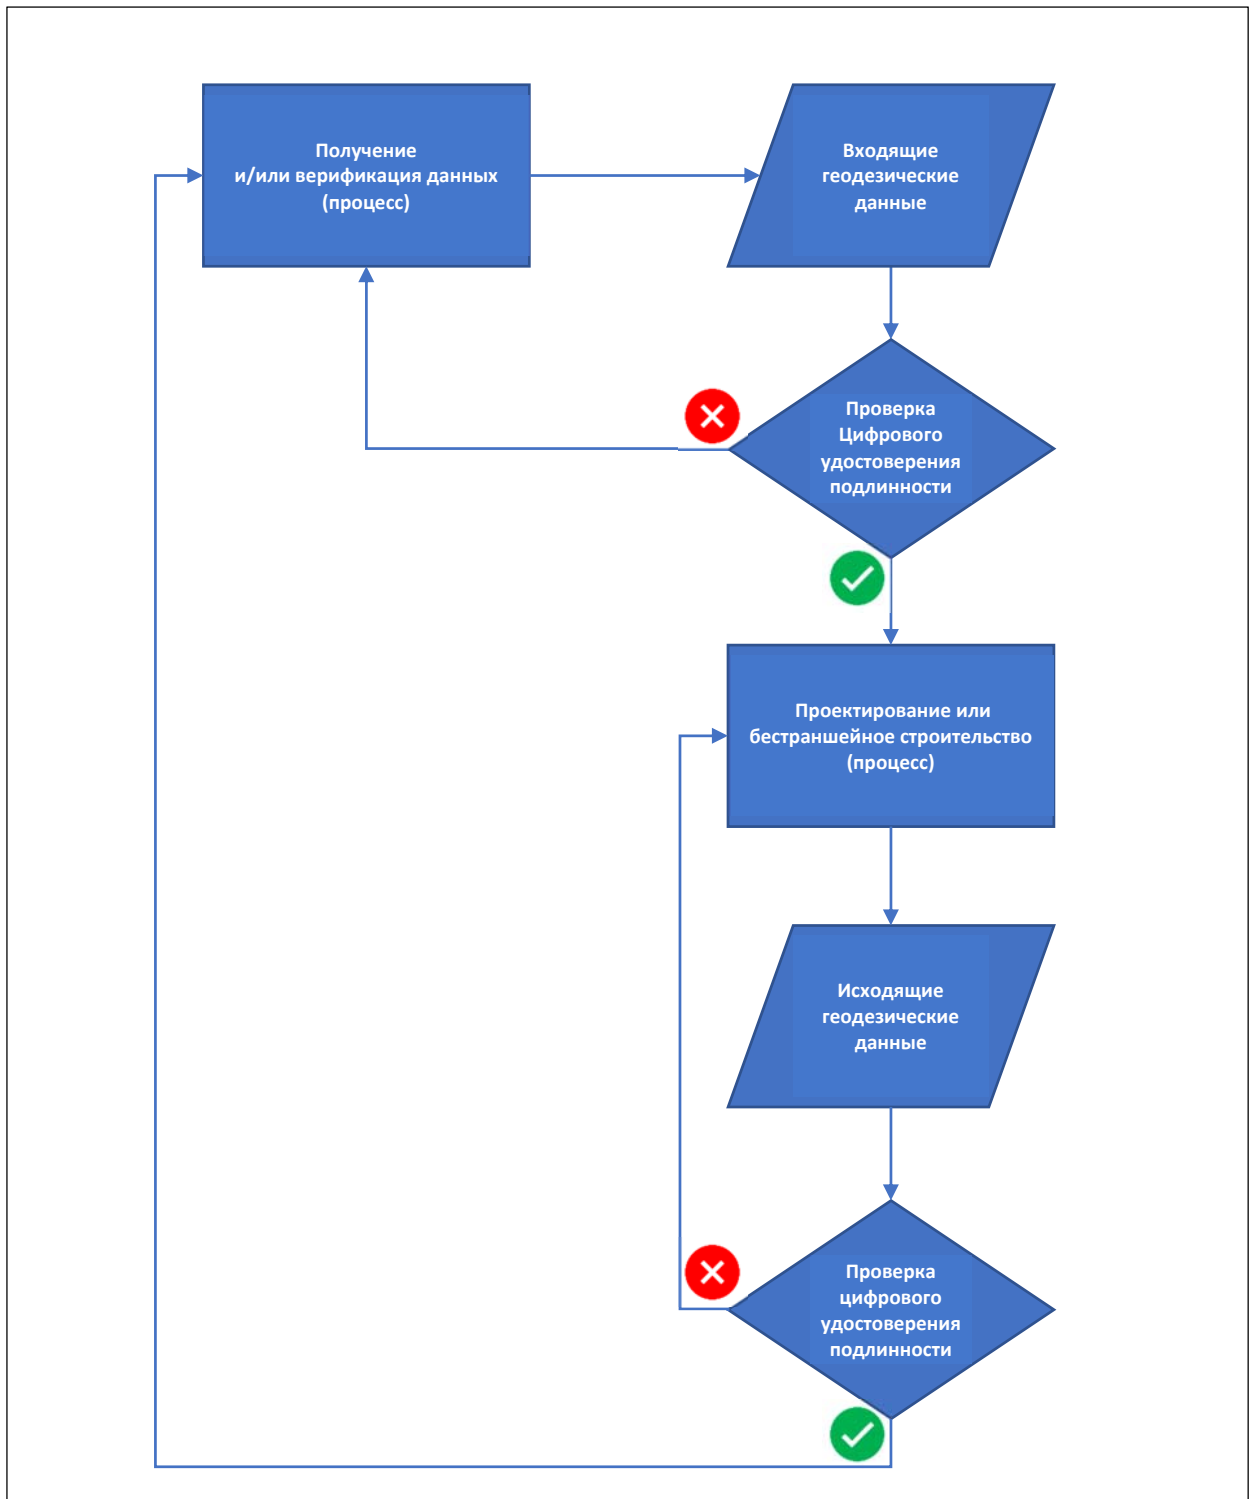 Получение
и/или верификация данных
(процесс)
Входящие
геодезические
данные
Проверка
Цифрового
удостоверения
подлинности
Проектирование или
бестраншейное строительство
(процесс)
Исходящие
геодезические
данные
Проверка
цифрового
удостоверения
подлинности